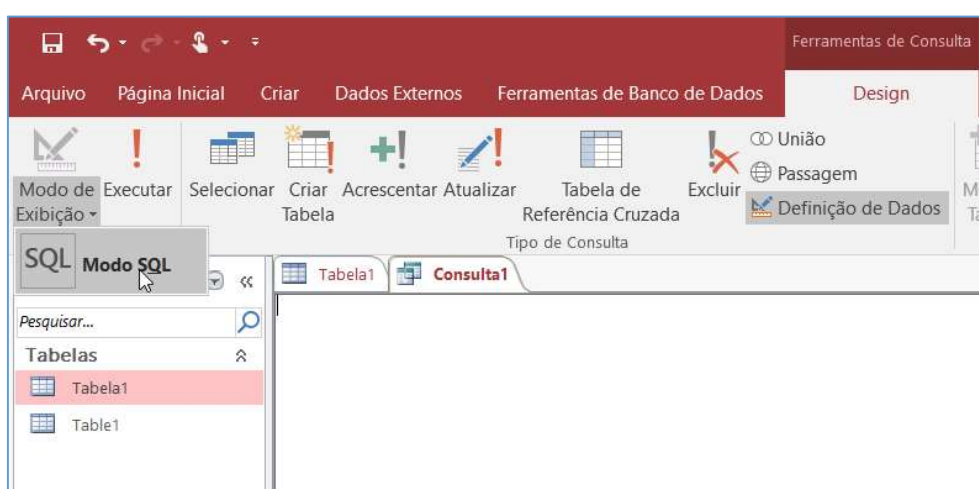 Ferramentas de Consulta
Arquivo Página Inicial Criar Dados Externos Ferramentas de Banco de Dados Design
Modo de Exibição
Executar
Selecionar
Criar Tabela
Acrescentar
Atualizar
Tabela de Referência Cruzada
Excluir
União
Passagem
Definição de Dados
Tipo de Consulta
SQL Modo SQL
Tabela1
Consulta1
Pesquisar...
Tabelas
Tabela1
Table1